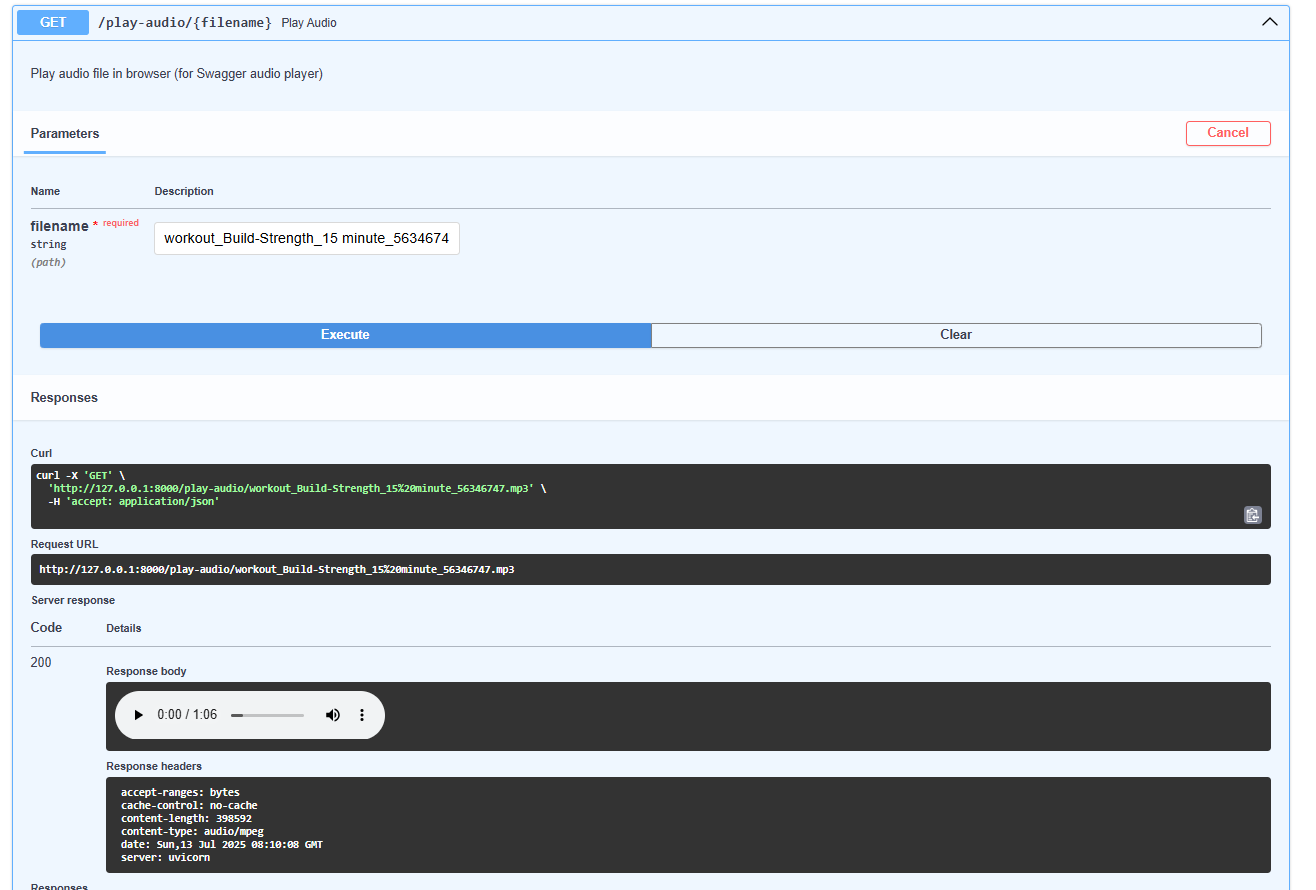 GET /play-audio/{filename} Play Audio
Play audio file in browser (for Swagger audio player)
Parameters
Cancel
Name Description
filename * required
string
(path)
workout_Build-Strength_15 minute_5634674
Execute
Clear
Responses
Curl
curl -X 'GET' \
'http://127.0.0.1:8000/play-audio/workout_Build-Strength_15%20minute_56346747.mp3' \
-H 'accept: application/json'
Request URL
http://127.0.0.1:8000/play-audio/workout_Build-Strength_15%20minute_56346747.mp3
Server response
Code Details
200
Response body
0:00 / 1:06
Response headers
accept-ranges: bytes
cache-control: no-cache
content-length: 398592
content-type: audio/mpeg
date: Sun,13 Jul 2025 08:10:08 GMT
server: uvicorn
Responses